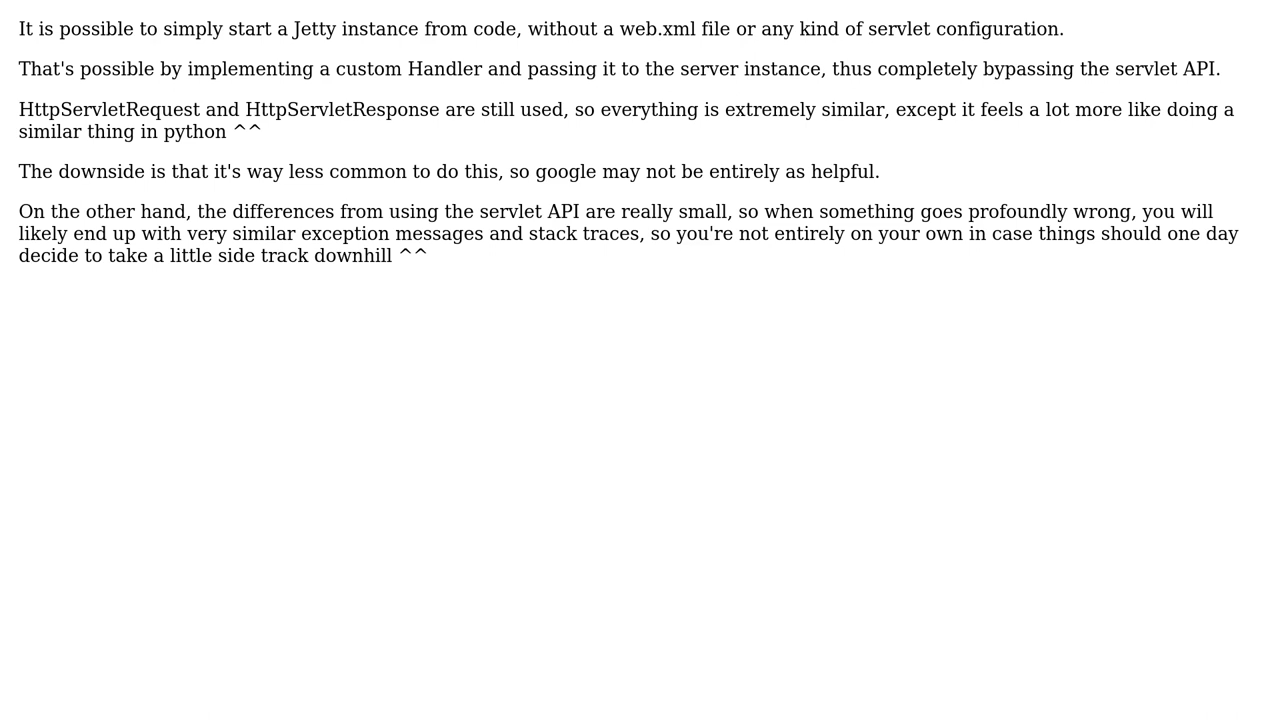 It is possible to simply start a Jetty instance from code, without a web.xml file or any kind of servlet configuration.
That's possible by implementing a custom Handler and passing it to the server instance, thus completely bypassing the servlet API.
HttpServletRequest and HttpServletResponse are still used, so everything is extremely similar, except it feels a lot more like doing a
similar thing in python ^^
The downside is that it's way less common to do this, so google may not be entirely as helpful.
On the other hand, the differences from using the servlet API are really small, so when something goes profoundly wrong, you will
likely end up with very similar exception messages and stack traces, so you're not entirely on your own in case things should one day
decide to take a little side track downhill ^^